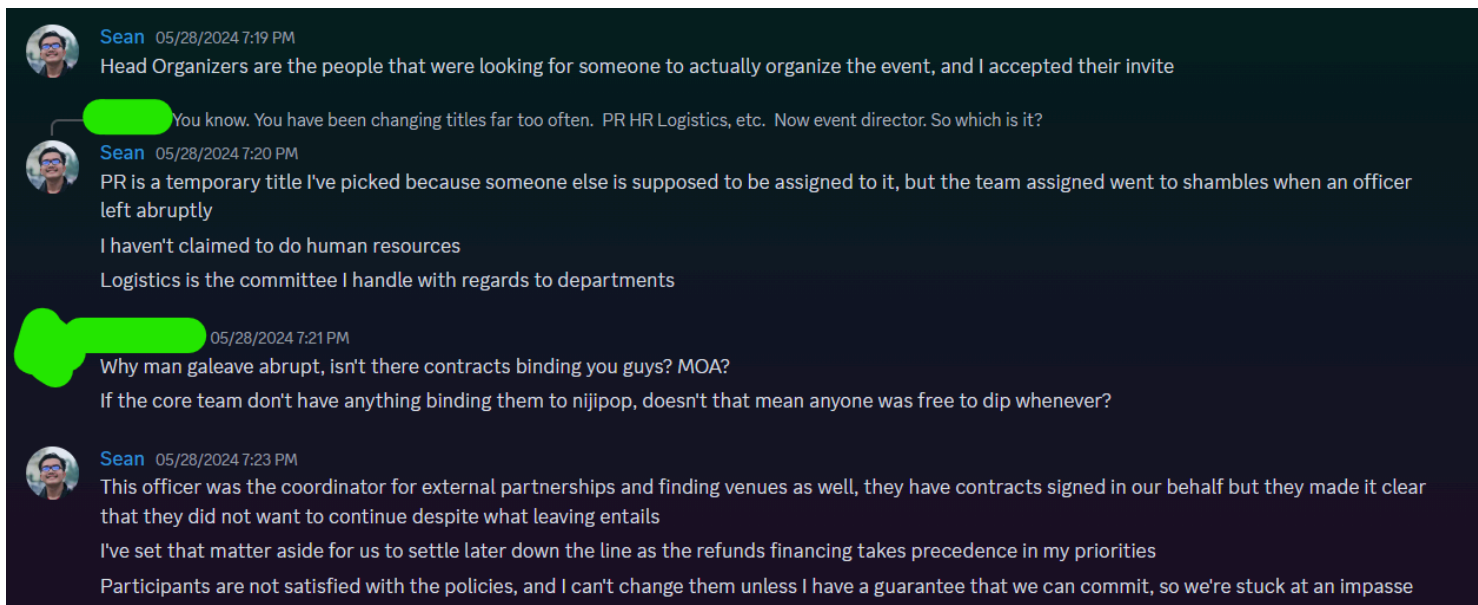 Sean 05/28/2024 7:19 PM
Head Organizers are the people that were looking for someone to actually organize the event, and I accepted their invite
You know. You have been changing titles far too often. PR HR Logistics, etc. Now event director. So which is it?
Sean 05/28/2024 7:20 PM
PR is a temporary title I've picked because someone else is supposed to be assigned to it, but the team assigned went to shambles when an officer
left abruptly
I haven't claimed to do human resources
Logistics is the committee I handle with regards to departments
05/28/2024 7:21 PM
Why man galeave abrupt, isn't there contracts binding you guys? MOA?
If the core team don't have anything binding them to nijipop, doesn't that mean anyone was free to dip whenever?
Sean 05/28/2024 7:23 PM
This officer was the coordinator for external partnerships and finding venues as well, they have contracts signed in our behalf but they made it clear
that they did not want to continue despite what leaving entails
I've set that matter aside for us to settle later down the line as the refunds financing takes precedence in my priorities
Participants are not satisfied with the policies, and I can't change them unless I have a guarantee that we can commit, so we're stuck at an impasse